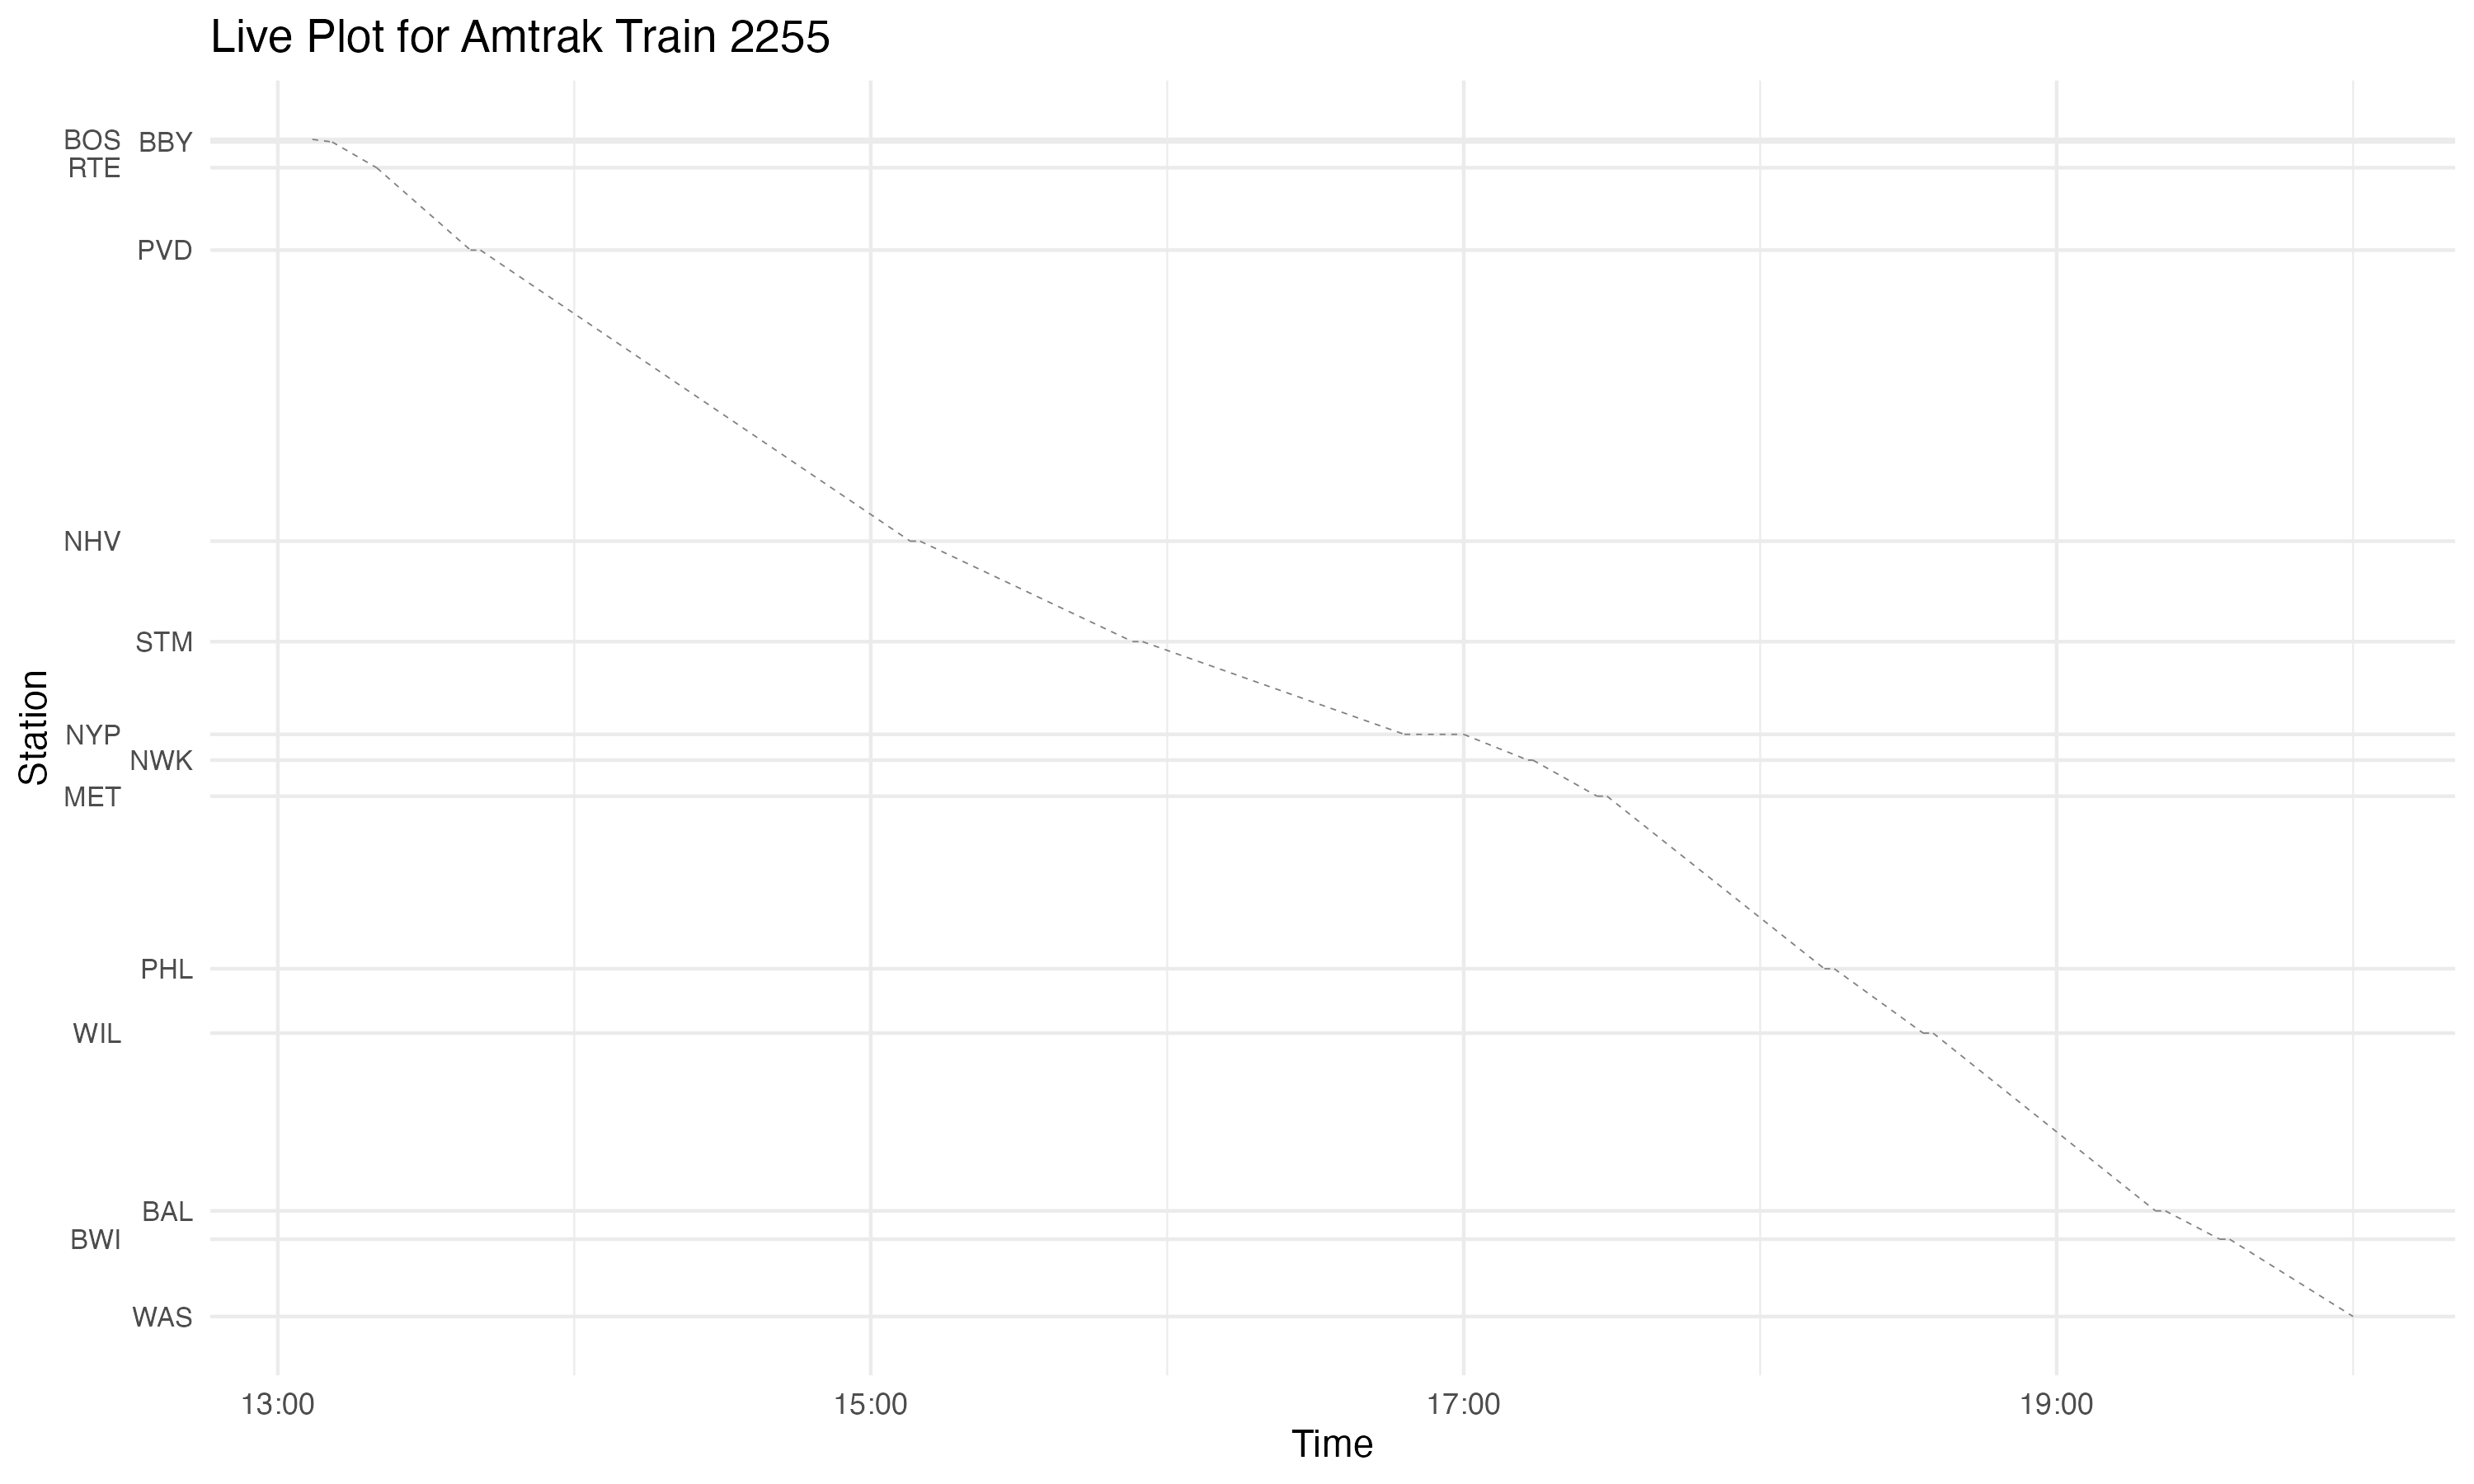 Live Plot for Amtrak Train 2255
BOS BBY
RTE
PVD
NHV
STM
NYP
NWK
MET
PHL
WIL
BAL
BWI
WAS
Station
13:00 15:00 17:00 19:00
Time